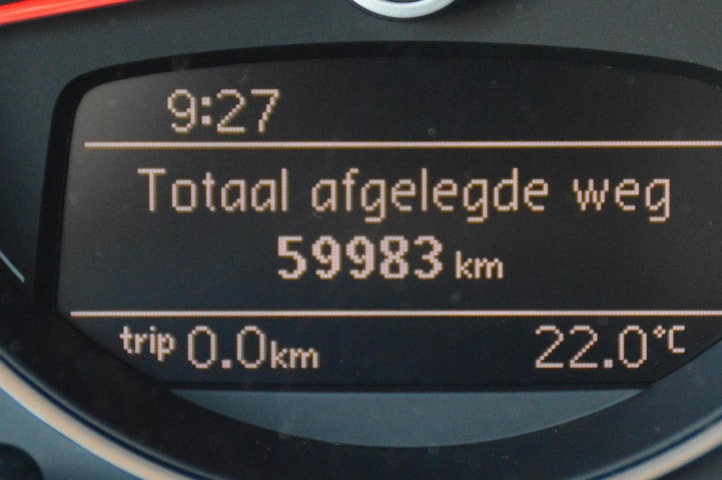 9:27
Totaal afgelegde weg
59983 km
trip 0.0km 22.0°C